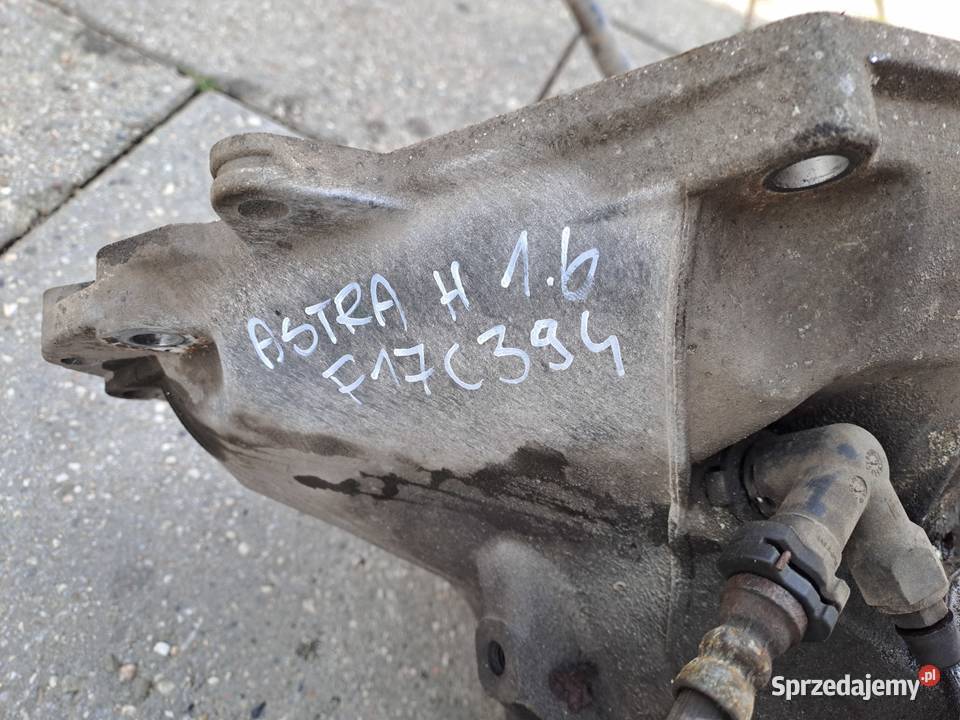 ASTRA H 1.6
F17C394
Sprzedajemy.pl